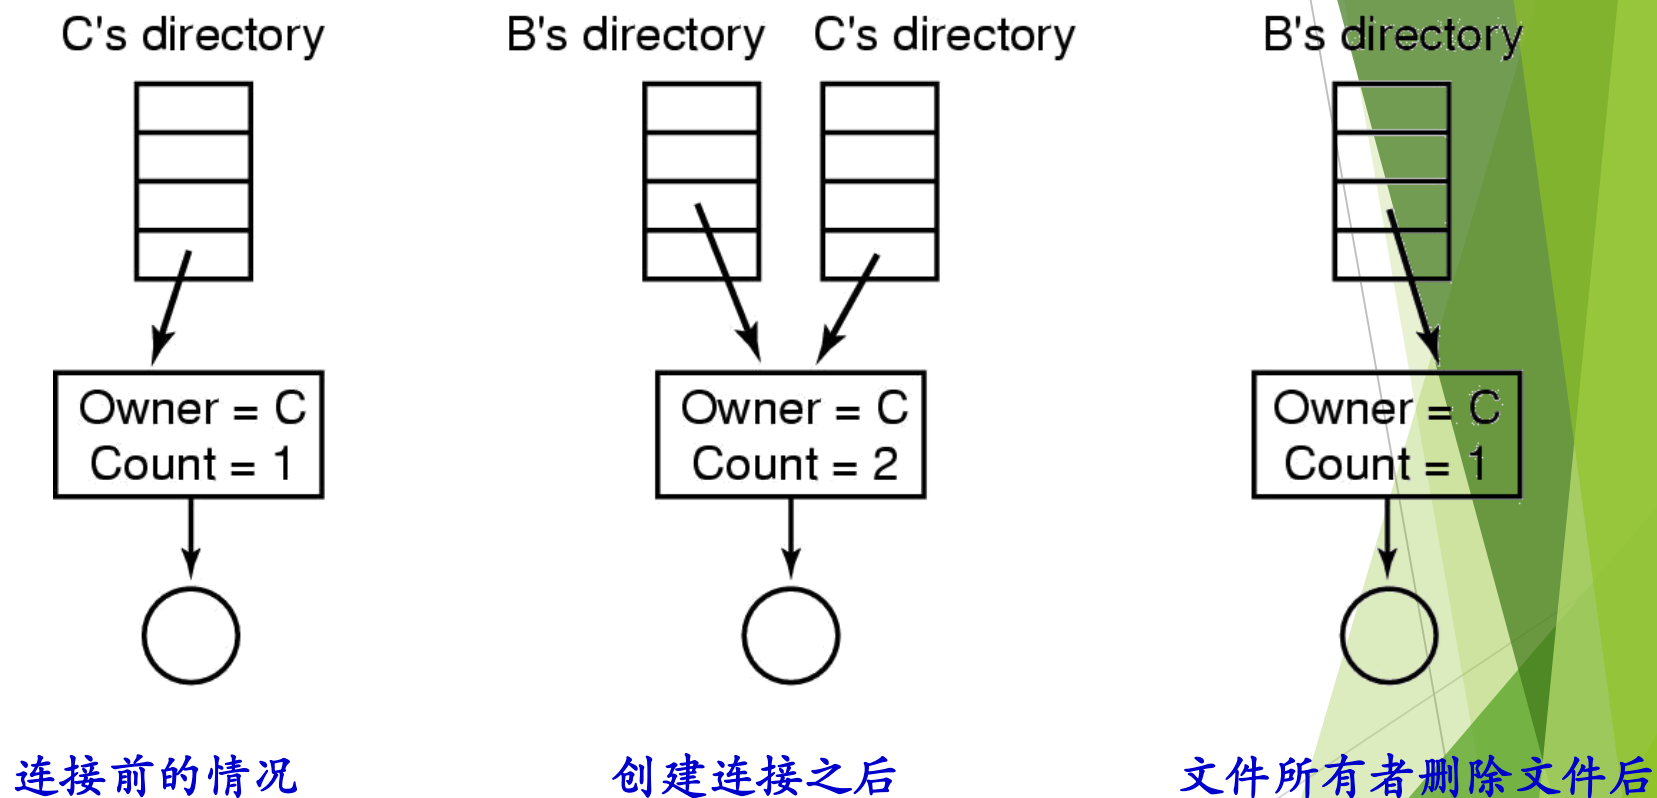 C's directory
B's directory
C's directory
B's directory
Owner = C
Count = 1
Owner = C
Count = 2
Owner = C
Count = 1
连接前的情况
创建连接之后
文件所有者删除文件后